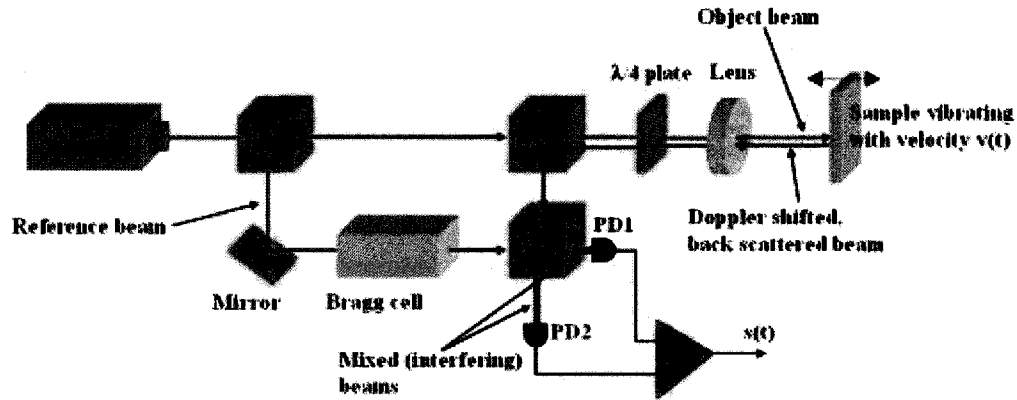 Object beam
λ/4 plate
Lens
Sample vibrating
with velocity v(t)
Reference beam
PD1
Doppler shifted,
back scattered beam
Mirror
Bragg cell
PD2
s(t)
Mixed (interfering)
beams